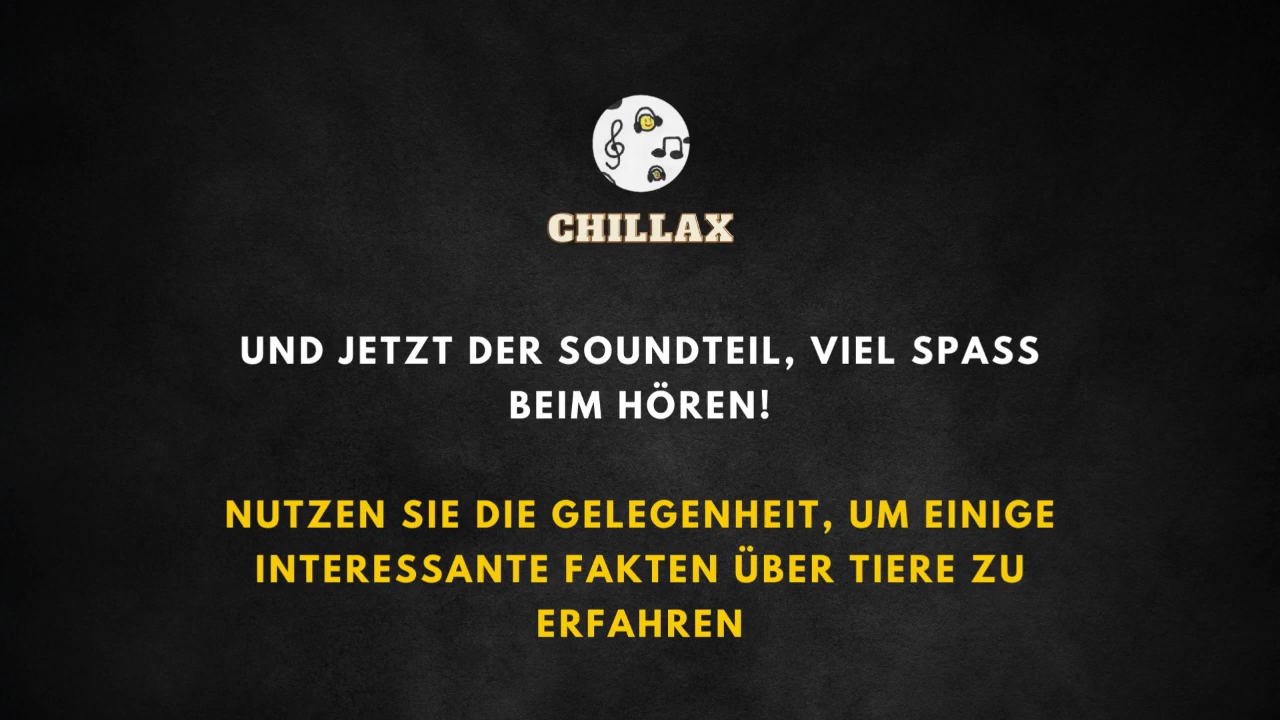 CHILLAX
UND JETZT DER SOUNDTEIL, VIEL SPASS
BEIM HÖREN!
NUTZEN SIE DIE GELEGENHEIT, UM EINIGE
INTERESSANTE FAKTEN ÜBER TIERE ZU
ERFAHREN